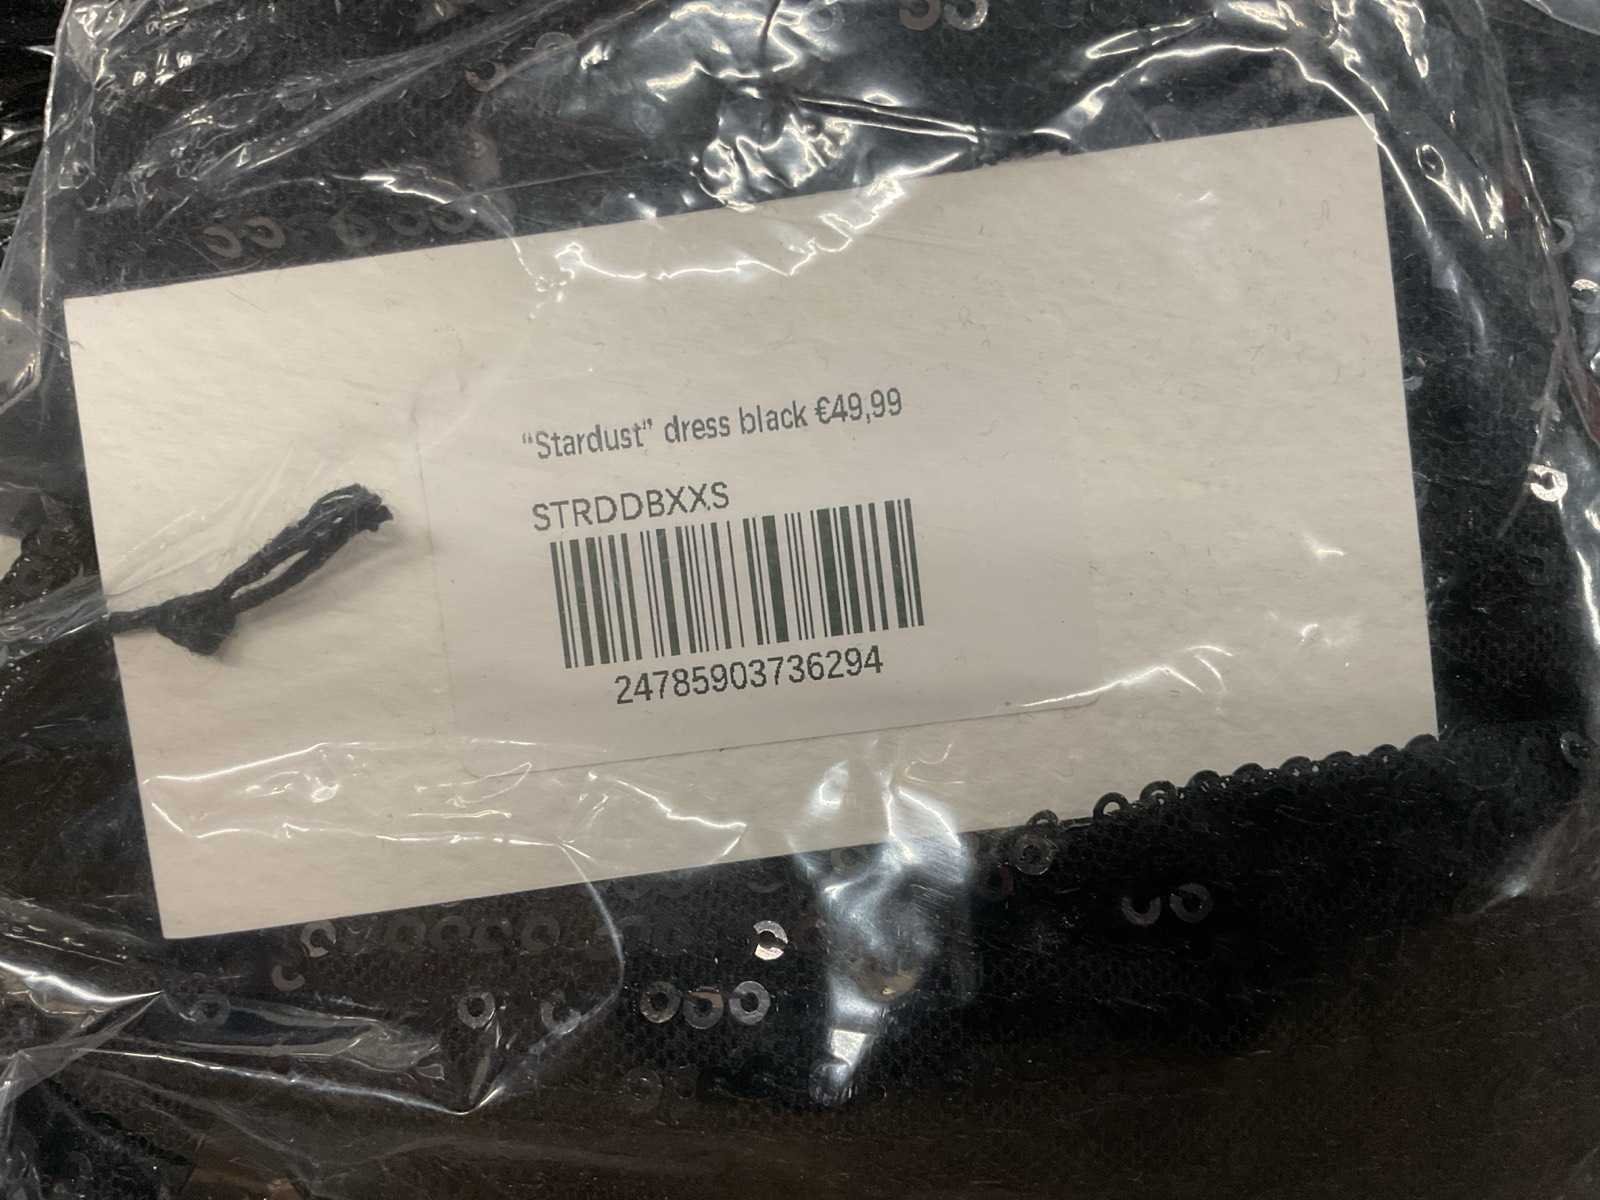 “Stardust” dress black €49,99
STRDDBXXS
24785903736294